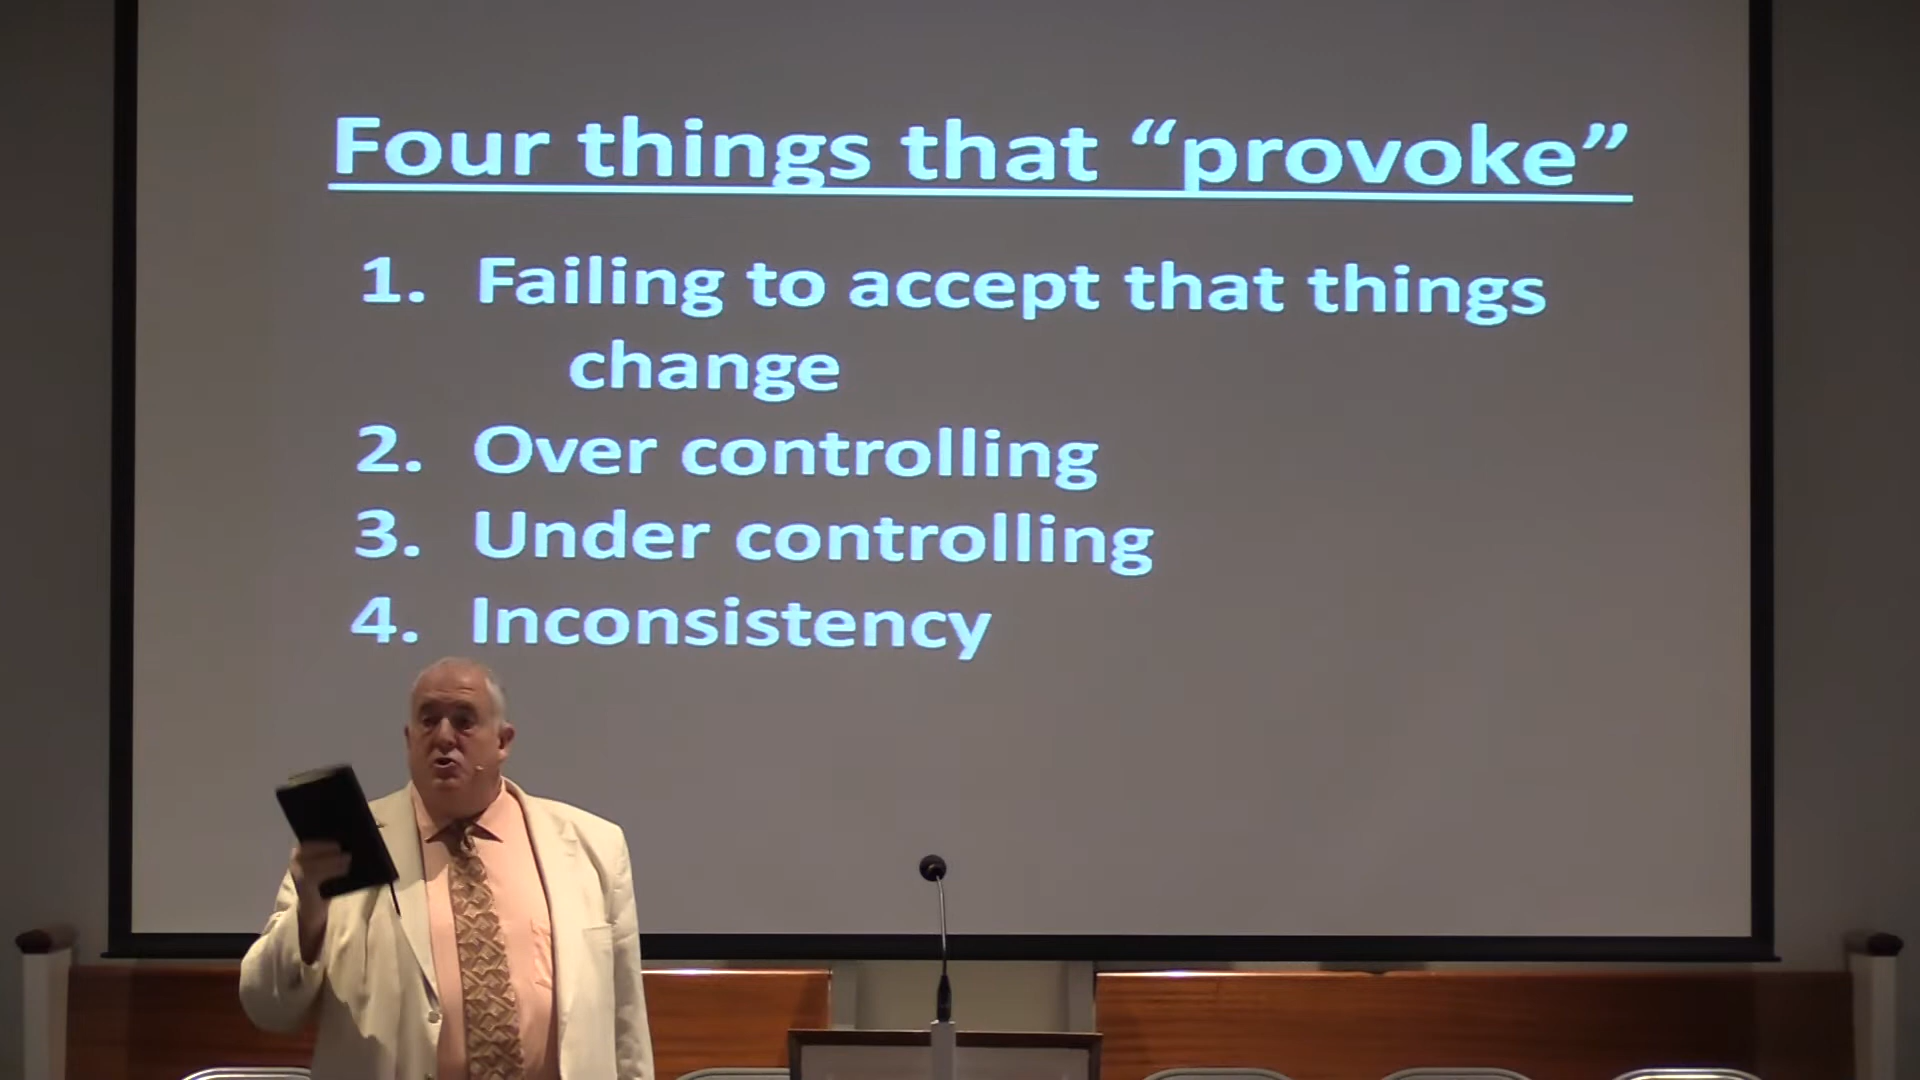 Four things that “provoke”
1. Failing to accept that things
change
2. Over controlling
3. Under controlling
4. Inconsistency